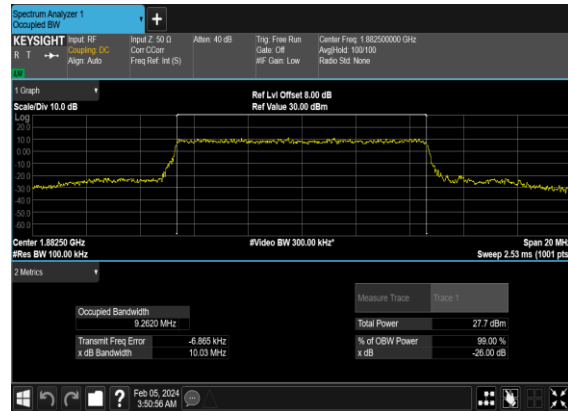 Spectrum Analyzer 1
Occupied BW
+
KEYSIGHT Input: RF Input Z: 50 Ω Atten: 40 dB Trig: Free Run Center Freq: 1.882500000 GHz
R T Coupling: DC Corr CCorr Gate: Off Avg|Hold: 100/100
Align: Auto Freq Ref: Int (S) #IF Gain: Low Radio Std: None
LW
1 Graph
Scale/Div 10.0 dB Ref Lvl Offset 8.00 dB
Ref Value 30.00 dBm
Log
20.0
10.0
0.00
-10.0
-20.0
-30.0
-40.0
-50.0
-60.0
Center 1.88250 GHz #Video BW 300.00 kHz* Span 20 MHz
#Res BW 100.00 kHz Sweep 2.53 ms (1001 pts
2 Metrics
Measure Trace Trace 1
Occupied Bandwidth
9.2620 MHz Total Power 27.7 dBm
Transmit Freq Error -6.865 kHz % of OBW Power 99.00 %
x dB Bandwidth 10.03 MHz x dB -26.00 dB
? Feb 05, 2024
3:50:56 AM